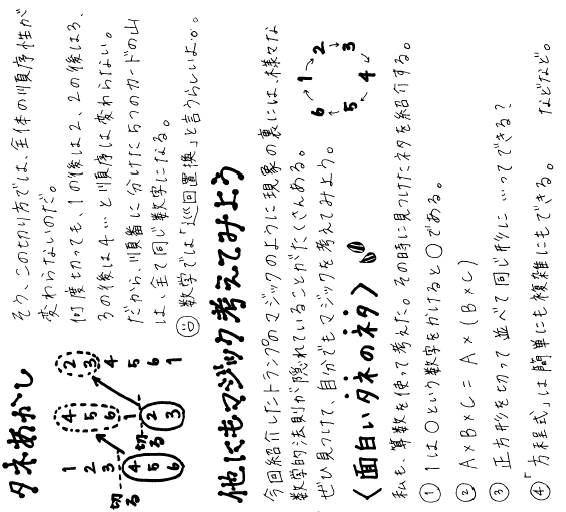 タネあかし
1
2
3
切る
4
5
6
4
5
6
1
切る
2
3
2
3
4
5
6
1
そう、この切り方では、全体の順序性が
変わらないのだ。
何度切っても、1の後は2、2の後は3、
3の後は4…と順序は変わらない。
だから、順番に分けたら6つのカードの山
は、全て同じ数字になる。
数学では「巡回置換」と言うらしいよ。
他にもマジック考えてみよう
今回紹介したトランプのマジックのように現象の裏には、様々な
数学的法則が隠れていることがたくさんある。
ぜひ見つけて、自分でもマジックを考えてみよう。
1
2
3
4
5
6
〈面白いタネのネタ〉
私も、算数を使って考えた。その時に見つけたネタを紹介する。
① 1は〇という数字をかけると〇である。
② A×B×C=A×(B×C)
③ 正方形を切って並べて同じ形に…ってできる?
④「方程式」は簡単にも複雑にもできる。 などなど。